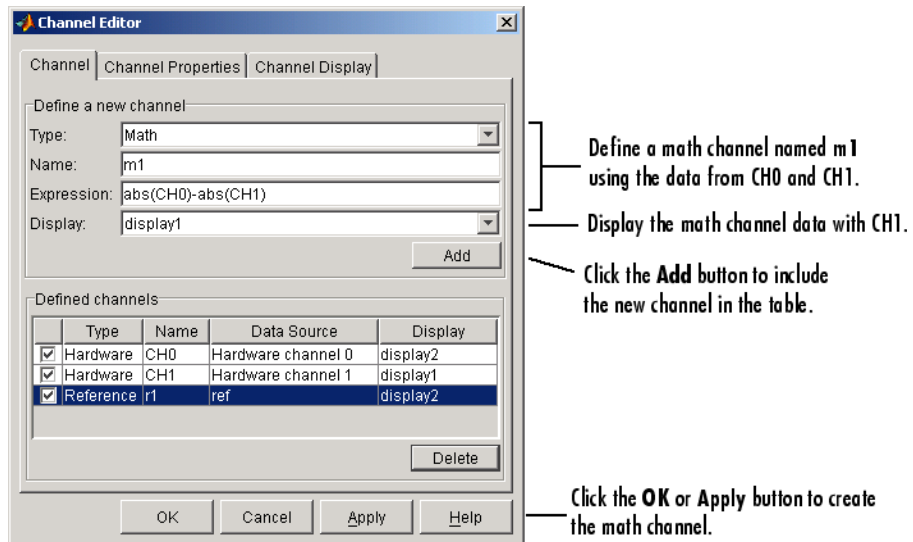 Channel Editor
Channel Channel Properties Channel Display
Define a new channel
Type: Math
Name: m1
Expression: abs(CH0)-abs(CH1)
Display: display1
Add
Defined channels
Type Name Data Source Display
Hardware CH0 Hardware channel 0 display2
Hardware CH1 Hardware channel 1 display1
Reference r1 ref display2
Delete
OK Cancel Apply Help
Define a math channel named m1
using the data from CH0 and CH1.
Display the math channel data with CH1.
Click the Add button to include
the new channel in the table.
Click the OK or Apply button to create
the math channel.